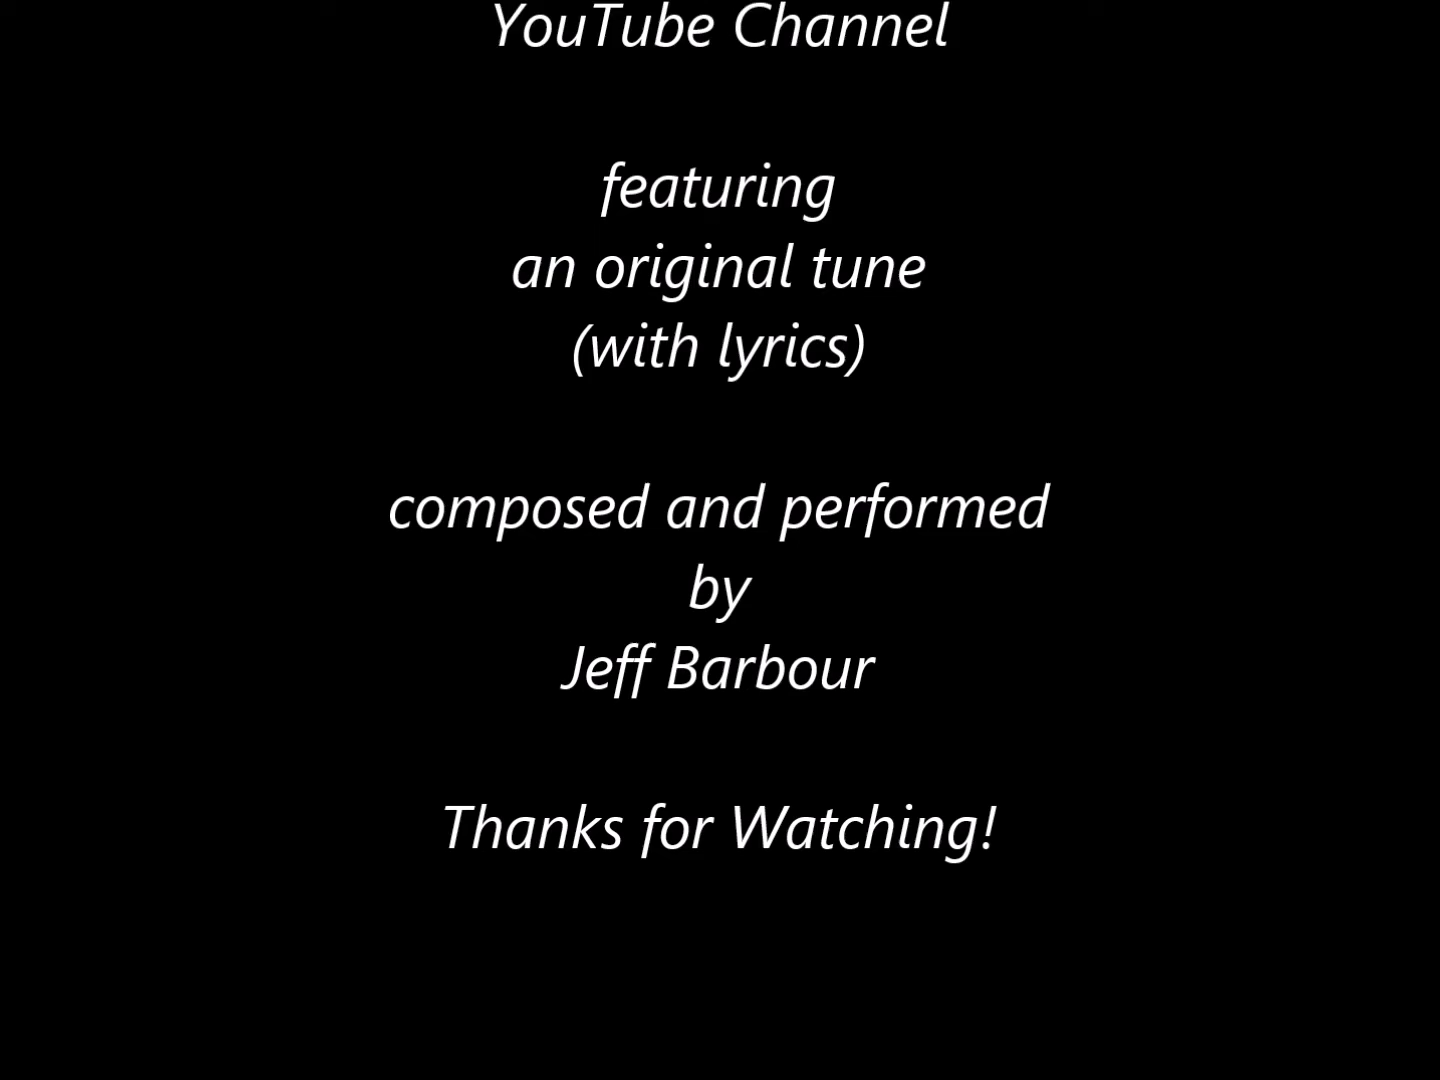 YouTube Channel
featuring
an original tune
(with lyrics)
composed and performed
by
Jeff Barbour
Thanks for Watching!